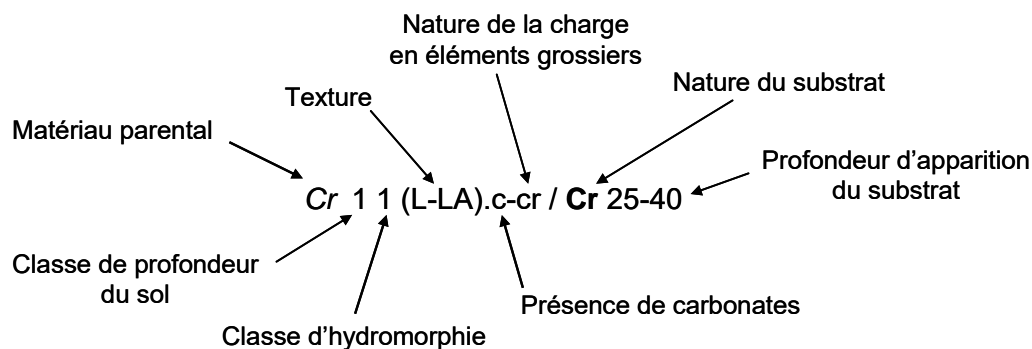 Nature de la charge
en éléments grossiers
Texture
Nature du substrat
Matériau parental
Profondeur d’apparition
du substrat
Cr 1 1 (L-LA).c-cr / Cr 25-40
Classe de profondeur
du sol
Présence de carbonates
Classe d’hydromorphie